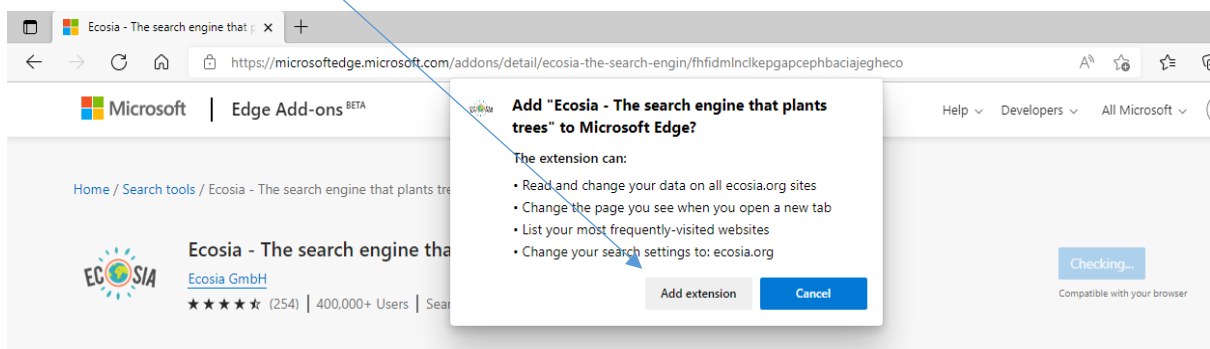 Ecosia - The search engine that p
https://microsoftedge.microsoft.com/addons/detail/ecosia-the-search-engin/fhfidmlnclkepgapcephbaciajegheco
Microsoft | Edge Add-ons BETA
Help Developers All Microsoft
Add "Ecosia - The search engine that plants
trees" to Microsoft Edge?
The extension can:
• Read and change your data on all ecosia.org sites
• Change the page you see when you open a new tab
• List your most frequently-visited websites
• Change your search settings to: ecosia.org
Add extension Cancel
Home / Search tools / Ecosia - The search engine that plants tre
ECOSIA
Ecosia - The search engine tha
Ecosia GmbH
(254) | 400,000+ Users | Sear
Checking...
Compatible with your browser